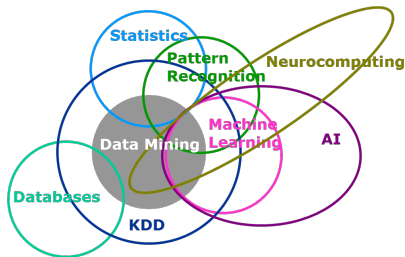 Statistics
Pattern
Recognition
Neurocomputing
Machine
Learning
Data Mining
AI
Databases
KDD